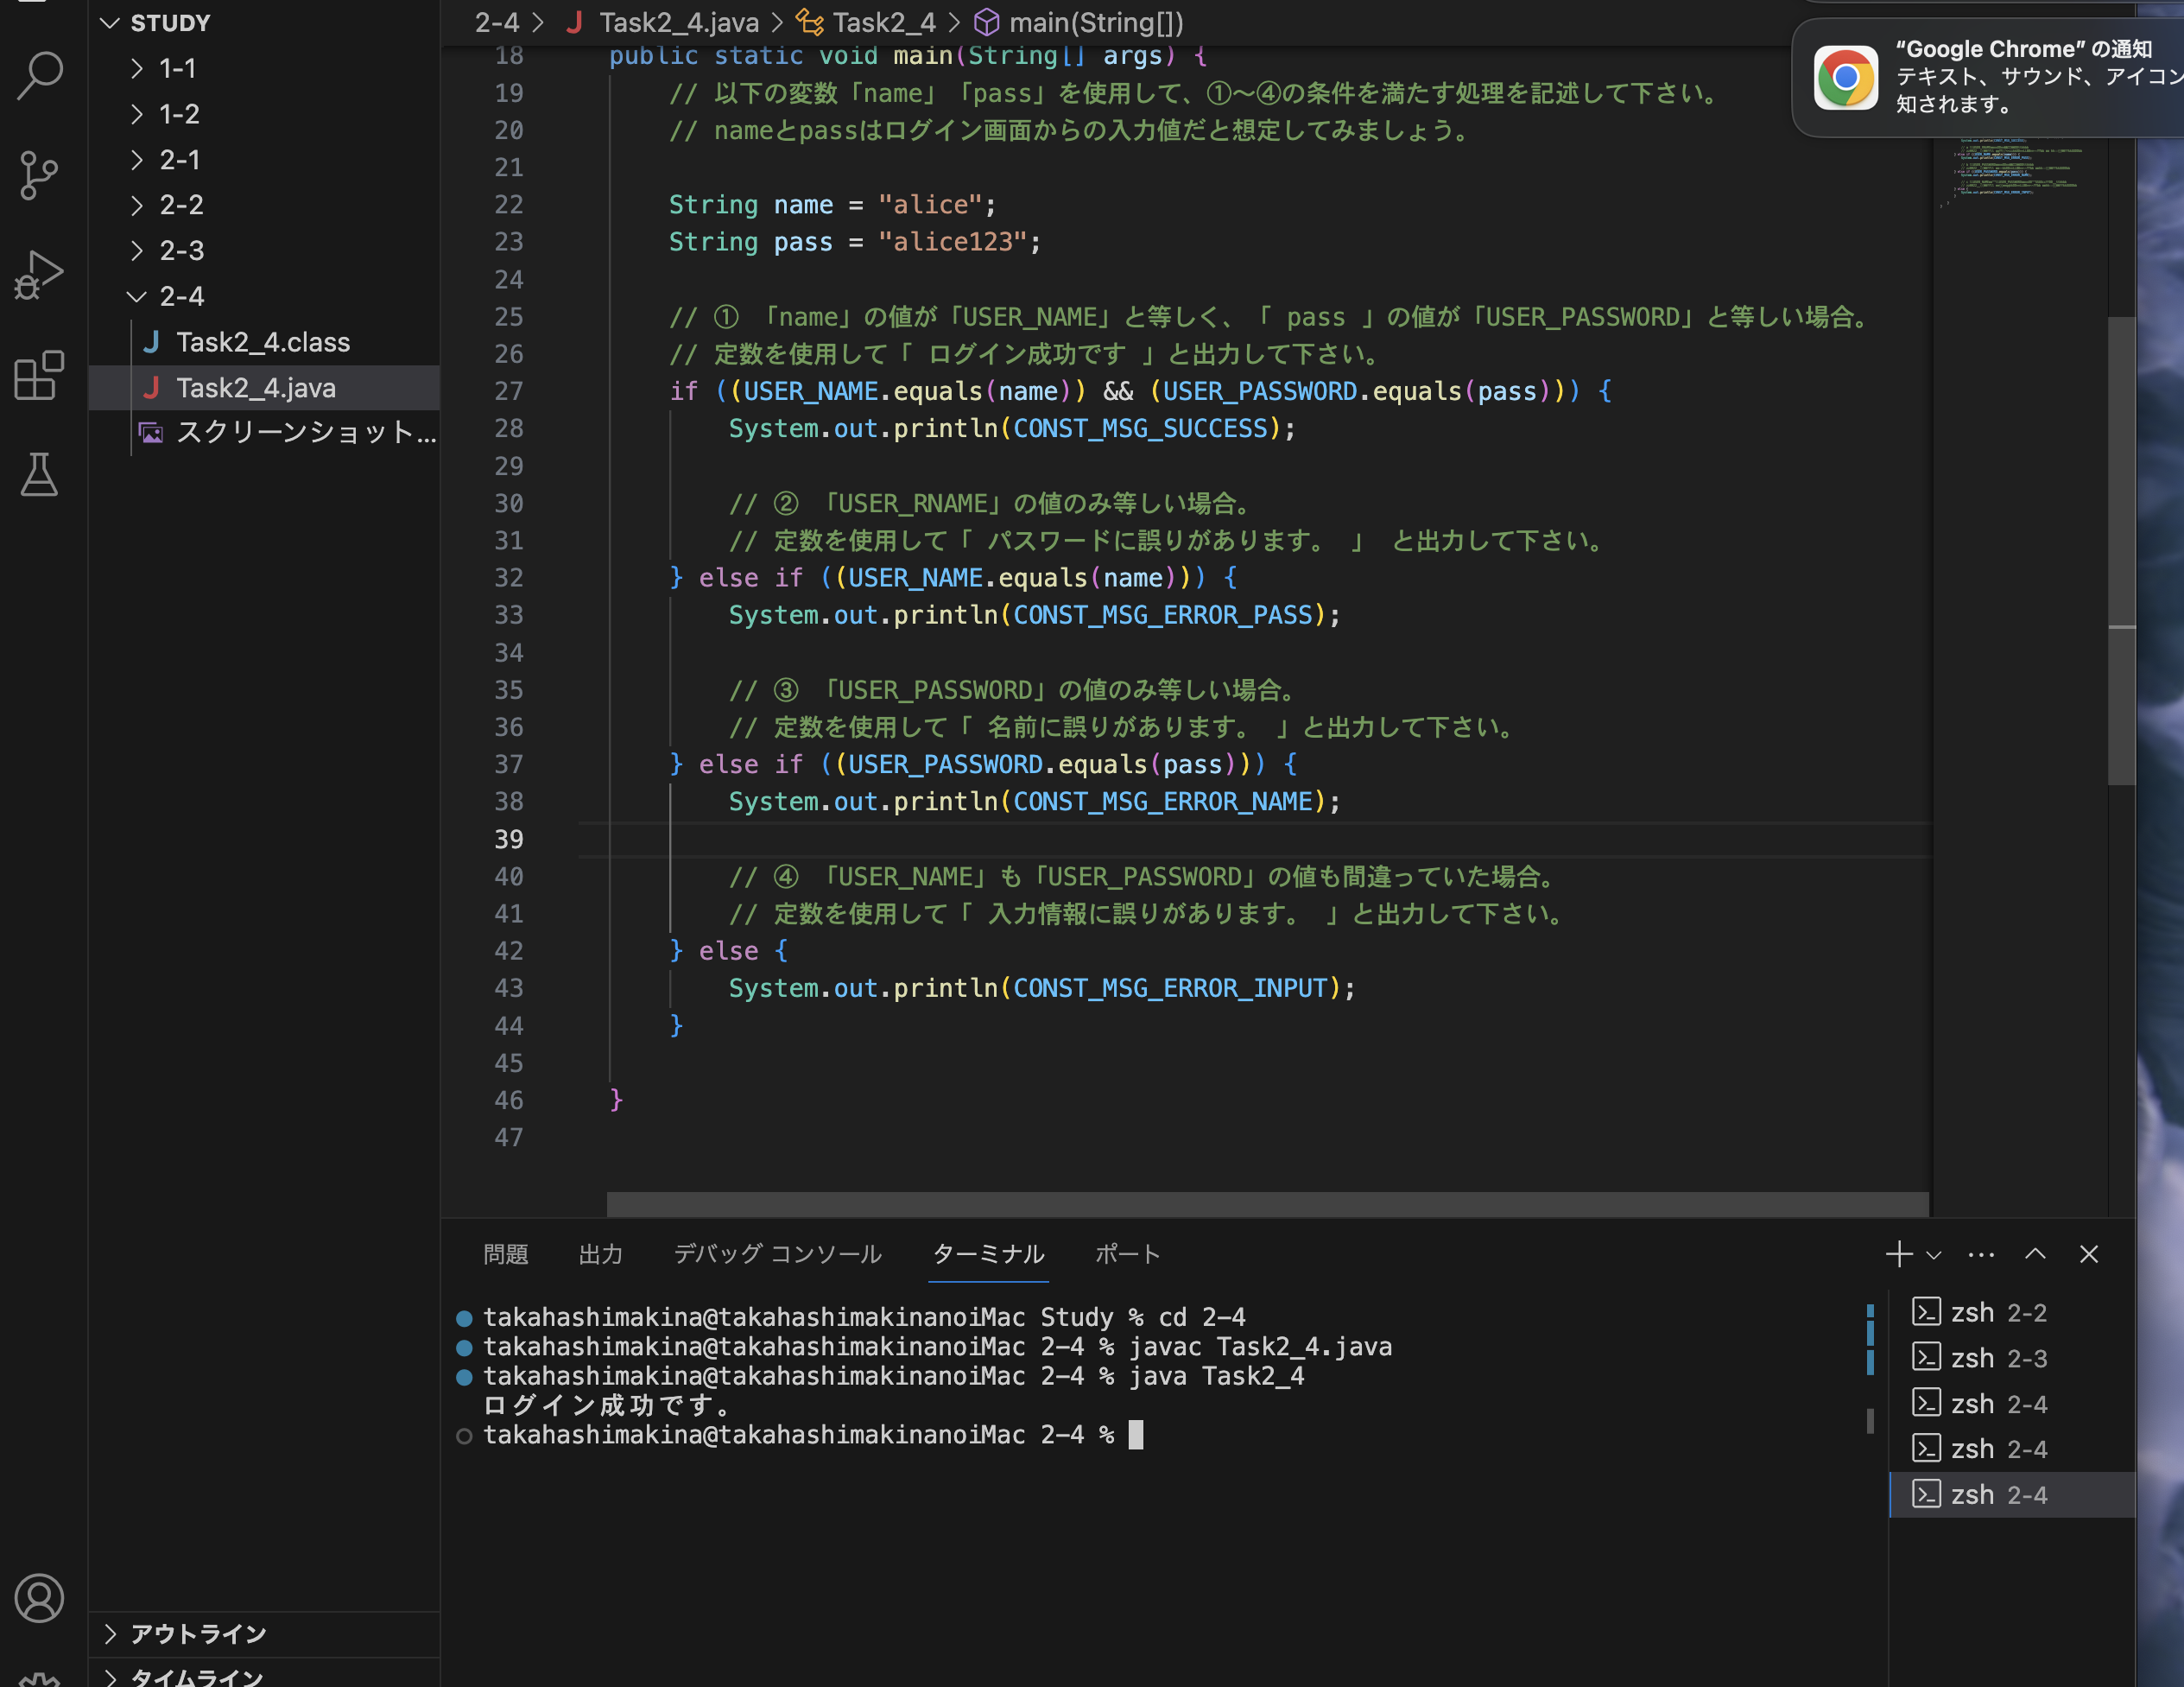 STUDY
1-1
1-2
2-1
2-2
2-3
2-4
Task2_4.class
Task2_4.java
スクリーンショット...
アウトライン
タイムライン
2-4 > Task2_4.java > Task2_4 > main(String[])
18 public static void main(String[] args) {
19 // 以下の変数「name」「pass」を使用して、①〜④の条件を満たす処理を記述して下さい。
20 // nameとpassはログイン画面からの入力値だと想定してみましょう。
21
22 String name = "alice";
23 String pass = "alice123";
24
25 // ① 「name」の値が「USER_NAME」と等しく、「 pass 」の値が「USER_PASSWORD」と等しい場合。
26 // 定数を使用して「 ログイン成功です 」と出力して下さい。
27 if ((USER_NAME.equals(name)) && (USER_PASSWORD.equals(pass))) {
28 System.out.println(CONST_MSG_SUCCESS);
29
30 // ② 「USER_RNAME」の値のみ等しい場合。
31 // 定数を使用して「 パスワードに誤りがあります。 」 と出力して下さい。
32 } else if ((USER_NAME.equals(name))) {
33 System.out.println(CONST_MSG_ERROR_PASS);
34
35 // ③ 「USER_PASSWORD」の値のみ等しい場合。
36 // 定数を使用して「 名前に誤りがあります。 」と出力して下さい。
37 } else if ((USER_PASSWORD.equals(pass))) {
38 System.out.println(CONST_MSG_ERROR_NAME);
39
40 // ④ 「USER_NAME」も「USER_PASSWORD」の値も間違っていた場合。
41 // 定数を使用して「 入力情報に誤りがあります。 」と出力して下さい。
42 } else {
43 System.out.println(CONST_MSG_ERROR_INPUT);
44 }
45
46 }
47
“Google Chrome” の通知
テキスト、サウンド、アイコン
知されます。
問題 出力 デバッグ コンソール ターミナル ポート
takahashimakina@takahashimakinanoiMac Study % cd 2-4
takahashimakina@takahashimakinanoiMac 2-4 % javac Task2_4.java
takahashimakina@takahashimakinanoiMac 2-4 % java Task2_4
ログイン成功です。
takahashimakina@takahashimakinanoiMac 2-4 %
zsh 2-2
zsh 2-3
zsh 2-4
zsh 2-4
zsh 2-4